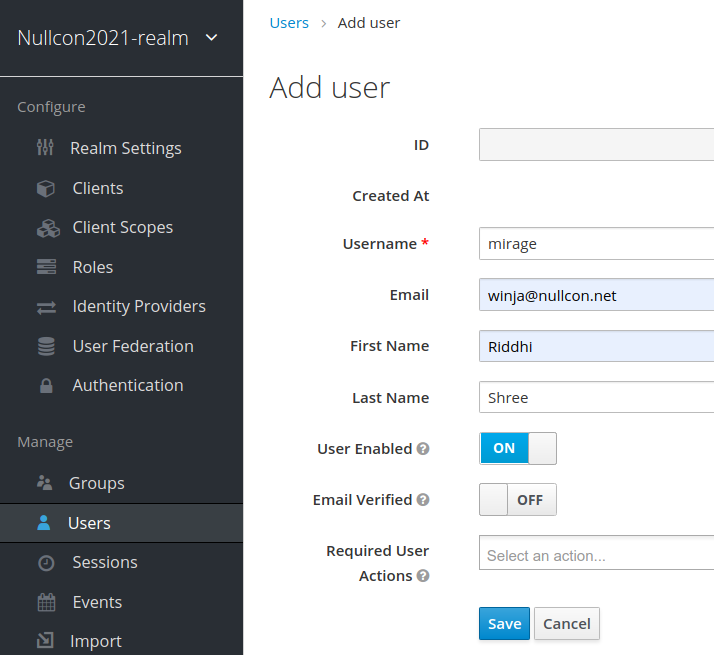 Nullcon2021-realm
Configure
Realm Settings
Clients
Client Scopes
Roles
Identity Providers
User Federation
Authentication
Manage
Groups
Users
Sessions
Events
Import
Users > Add user
Add user
ID
Created At
Username * mirage
Email winja@nullcon.net
First Name Riddhi
Last Name Shree
User Enabled ? ON
Email Verified ? OFF
Required User
Actions ? Select an action...
Save Cancel